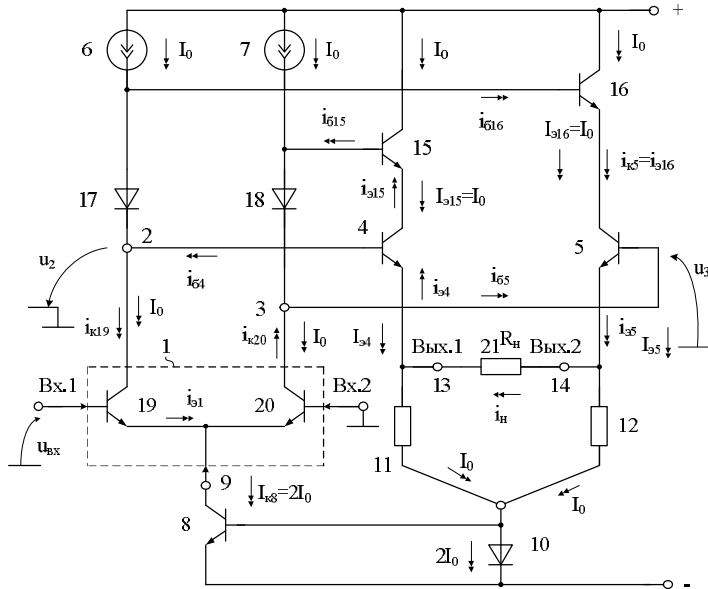 +
6
I₀
7
I₀
I₀
I₀
16
iб15
iб16
Iэ16=I₀
15
iк5=iэ16
17
18
iэ15
Iэ15=I₀
2
4
5
u₂
iб4
iэ4
iб5
u₃
3
iк19
I₀
iк20
I₀
Iэ4
iэ5
Iэ5
1
Вых.1
21
Rн
Вых.2
13
14
Вх.1
19
iэ1
20
Вх.2
iн
uвх
11
12
9
Iк8=2I₀
I₀
I₀
8
2I₀
10
-